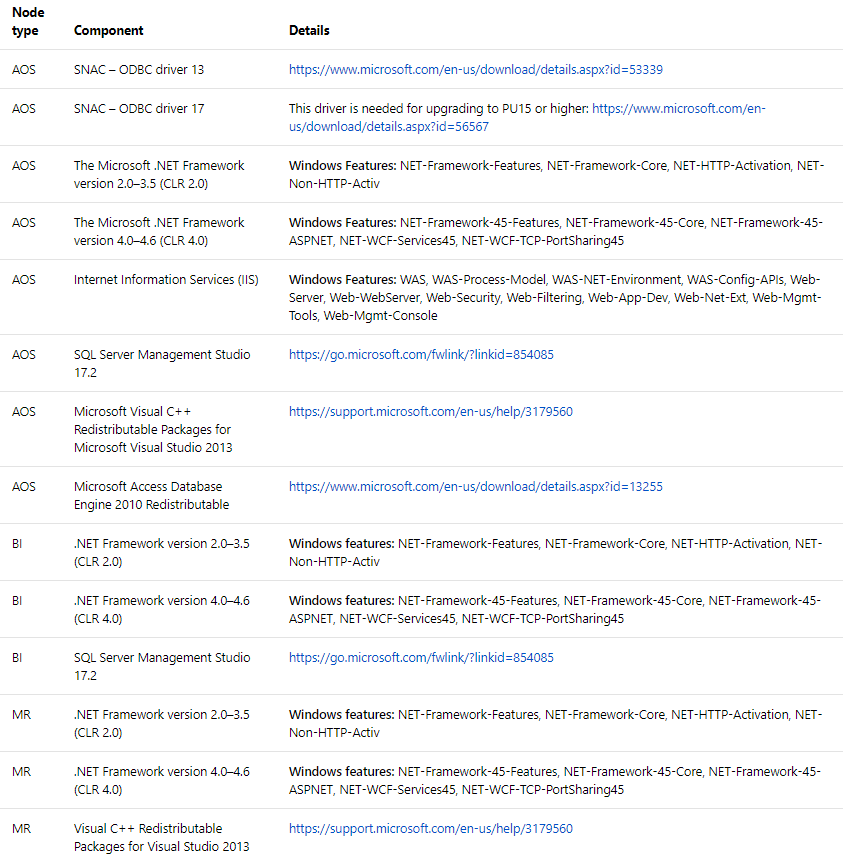 Node
type Component Details
AOS SNAC – ODBC driver 13 https://www.microsoft.com/en-us/download/details.aspx?id=53339
AOS SNAC – ODBC driver 17 This driver is needed for upgrading to PU15 or higher: https://www.microsoft.com/en-
us/download/details.aspx?id=56567
AOS The Microsoft .NET Framework Windows Features: NET-Framework-Features, NET-Framework-Core, NET-HTTP-Activation, NET-
version 2.0–3.5 (CLR 2.0) Non-HTTP-Activ
AOS The Microsoft .NET Framework Windows Features: NET-Framework-45-Features, NET-Framework-45-Core, NET-Framework-45-
version 4.0–4.6 (CLR 4.0) ASPNET, NET-WCF-Services45, NET-WCF-TCP-PortSharing45
AOS Internet Information Services (IIS) Windows Features: WAS, WAS-Process-Model, WAS-NET-Environment, WAS-Config-APIs, Web-
Server, Web-WebServer, Web-Security, Web-Filtering, Web-App-Dev, Web-Net-Ext, Web-Mgmt-
Tools, Web-Mgmt-Console
AOS SQL Server Management Studio https://go.microsoft.com/fwlink/?linkid=854085
17.2
AOS Microsoft Visual C++ https://support.microsoft.com/en-us/help/3179560
Redistributable Packages for
Microsoft Visual Studio 2013
AOS Microsoft Access Database https://www.microsoft.com/en-us/download/details.aspx?id=13255
Engine 2010 Redistributable
BI .NET Framework version 2.0–3.5 Windows features: NET-Framework-Features, NET-Framework-Core, NET-HTTP-Activation, NET-
(CLR 2.0) Non-HTTP-Activ
BI .NET Framework version 4.0–4.6 Windows features: NET-Framework-45-Features, NET-Framework-45-Core, NET-Framework-45-
(CLR 4.0) ASPNET, NET-WCF-Services45, NET-WCF-TCP-PortSharing45
BI SQL Server Management Studio https://go.microsoft.com/fwlink/?linkid=854085
17.2
MR .NET Framework version 2.0–3.5 Windows features: NET-Framework-Features, NET-Framework-Core, NET-HTTP-Activation, NET-
(CLR 2.0) Non-HTTP-Activ
MR .NET Framework version 4.0–4.6 Windows features: NET-Framework-45-Features, NET-Framework-45-Core, NET-Framework-45-
(CLR 4.0) ASPNET, NET-WCF-Services45, NET-WCF-TCP-PortSharing45
MR Visual C++ Redistributable https://support.microsoft.com/en-us/help/3179560
Packages for Visual Studio 2013